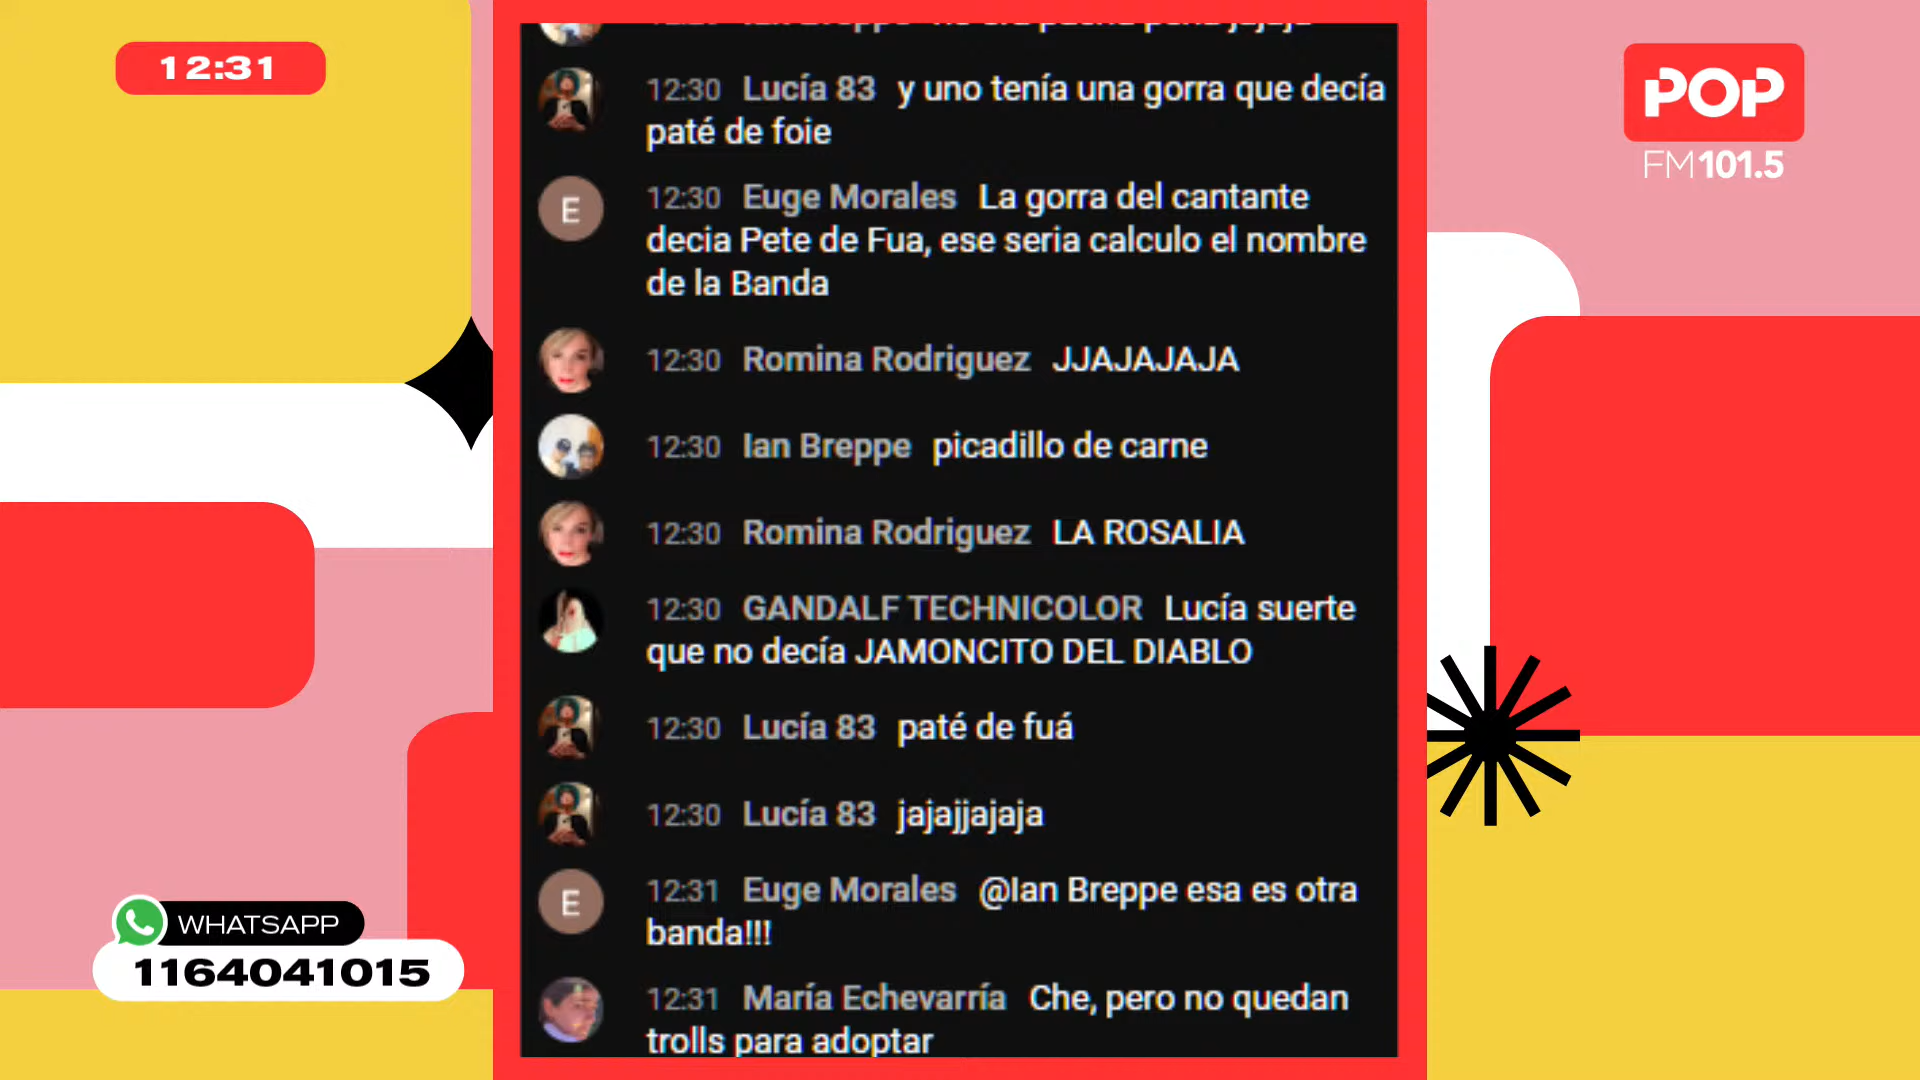 12:31
POP
FM 101.5
12:30 Lucía 83 y uno tenía una gorra que decía
paté de foie
E
12:30 Euge Morales La gorra del cantante
decia Pete de Fua, ese seria calculo el nombre
de la Banda
12:30 Romina Rodriguez JJAJAJAJA
12:30 Ian Breppe picadillo de carne
12:30 Romina Rodriguez LA ROSALIA
12:30 GANDALF TECHNICOLOR Lucía suerte
que no decía JAMONCITO DEL DIABLO
12:30 Lucía 83 paté de fuá
12:30 Lucía 83 jajajjajaja
E
12:31 Euge Morales @Ian Breppe esa es otra
banda!!!
12:31 María Echevarría Che, pero no quedan
trolls para adoptar
WHATSAPP
1164041015